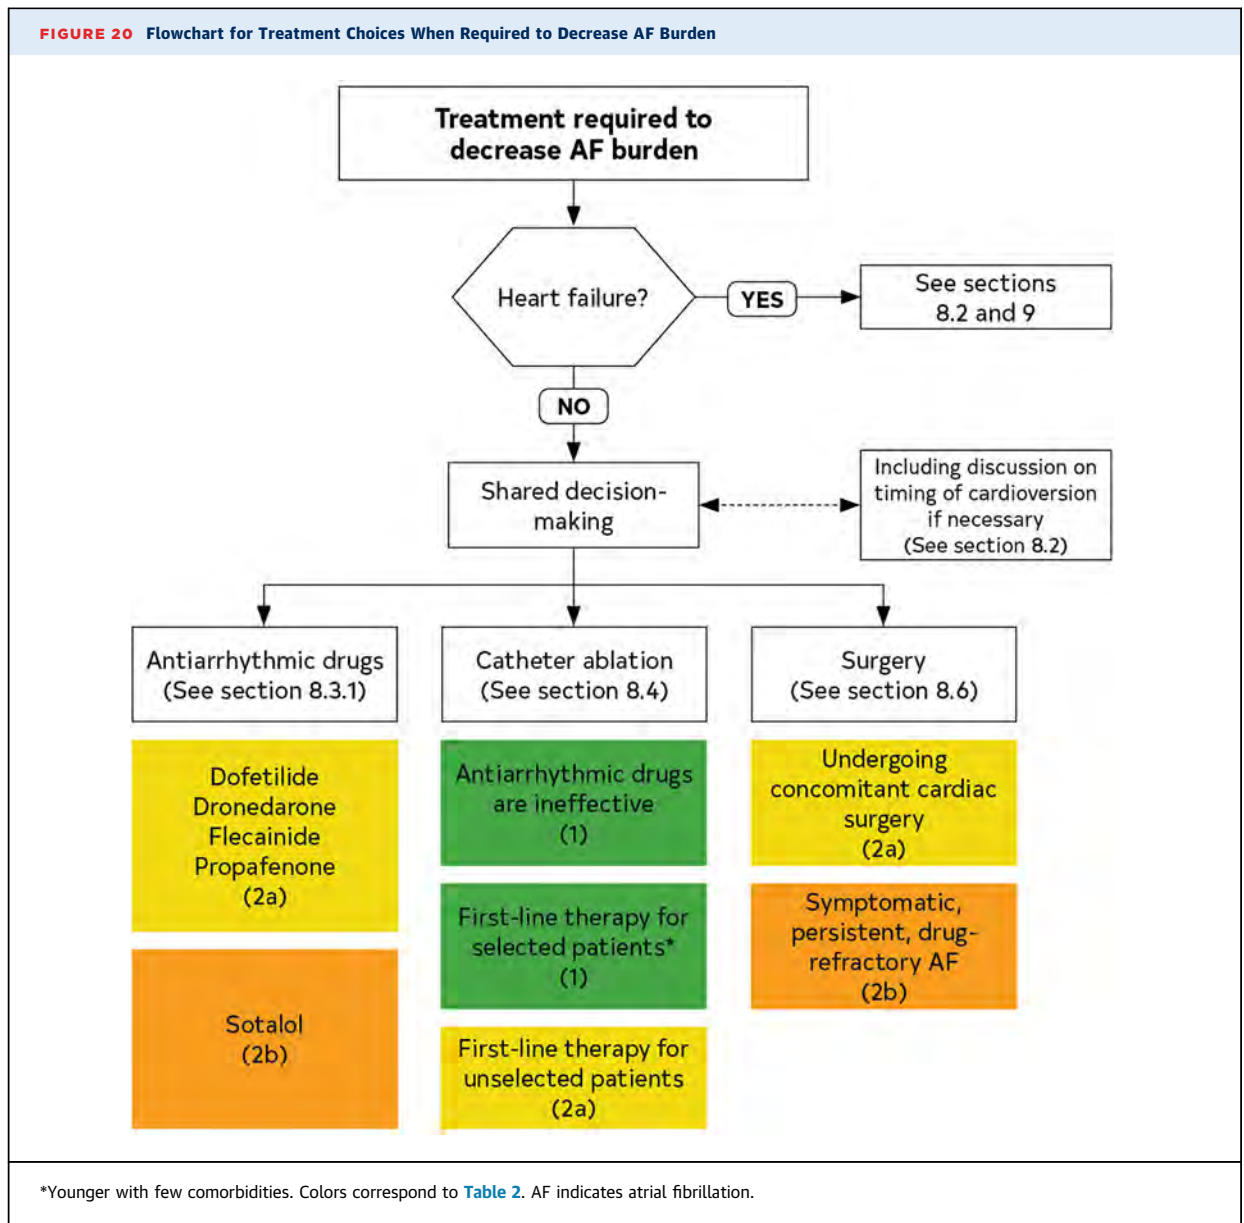 FIGURE 20 Flowchart for Treatment Choices When Required to Decrease AF Burden
Treatment required to
decrease AF burden
Heart failure?
YES
See sections
8.2 and 9
NO
Shared decision-
making
Including discussion on
timing of cardioversion
if necessary
(See section 8.2)
Antiarrhythmic drugs
(See section 8.3.1)
Dofetilide
Dronedarone
Flecainide
Propafenone
(2a)
Sotalol
(2b)
Catheter ablation
(See section 8.4)
Antiarrhythmic drugs
are ineffective
(1)
First-line therapy for
selected patients*
(1)
First-line therapy for
unselected patients
(2a)
Surgery
(See section 8.6)
Undergoing
concomitant cardiac
surgery
(2a)
Symptomatic,
persistent, drug-
refractory AF
(2b)
*Younger with few comorbidities. Colors correspond to Table 2. AF indicates atrial fibrillation.